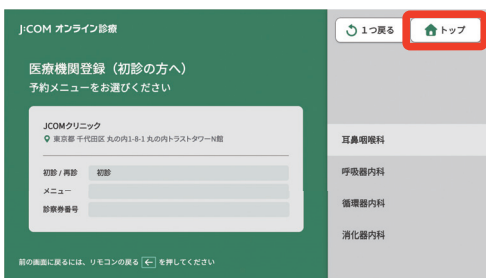 J:COM オンライン診療
1つ戻る
トップ
医療機関登録（初診の方へ）
予約メニューをお選びください
JCOMクリニック
東京都 千代田区 丸の内1-8-1 丸の内トラストタワーN館
初診 / 再診 初診
メニュー
診察券番号
耳鼻咽喉科
呼吸器内科
循環器内科
消化器内科
前の画面に戻るには、リモコンの戻る ← を押してください